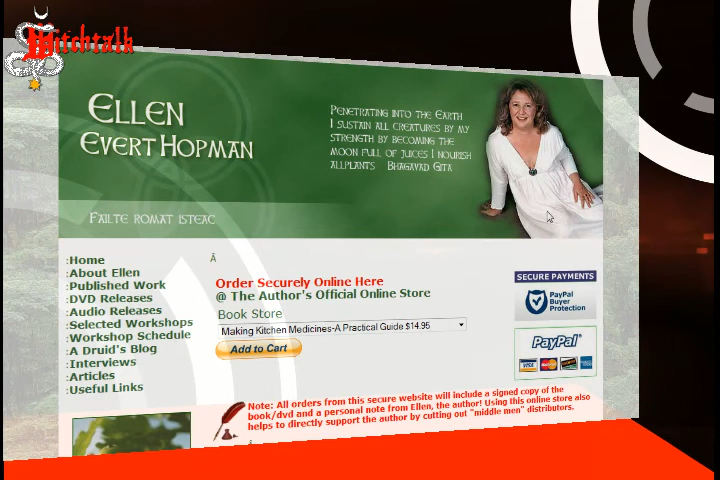 Witchtalk
ELLEN
EVERT HOPMAN
PENETRATING INTO THE EARTH
I SUSTAIN ALL CREATURES BY MY
STRENGTH BY BECOMING THE
MOON FULL OF JUICES I NOURISH
ALLPLANTS BHAGAVAD GITA
FAILTE ROMAT ISTEAC
:Home
:About Ellen
:Published Work
:DVD Releases
:Audio Releases
:Selected Workshops
:Workshop Schedule
:A Druid's Blog
:Interviews
:Articles
:Useful Links
Â
Order Securely Online Here
@ The Author's Official Online Store
Book Store
Making Kitchen Medicines-A Practical Guide $14.95
Add to Cart
SECURE PAYMENTS
PayPal
Buyer
Protection
PayPal
VISA
Note: All orders from this secure website will include a signed copy of the
book/dvd and a personal note from Ellen, the author! Using this online store also
helps to directly support the author by cutting out "middle men" distributors.